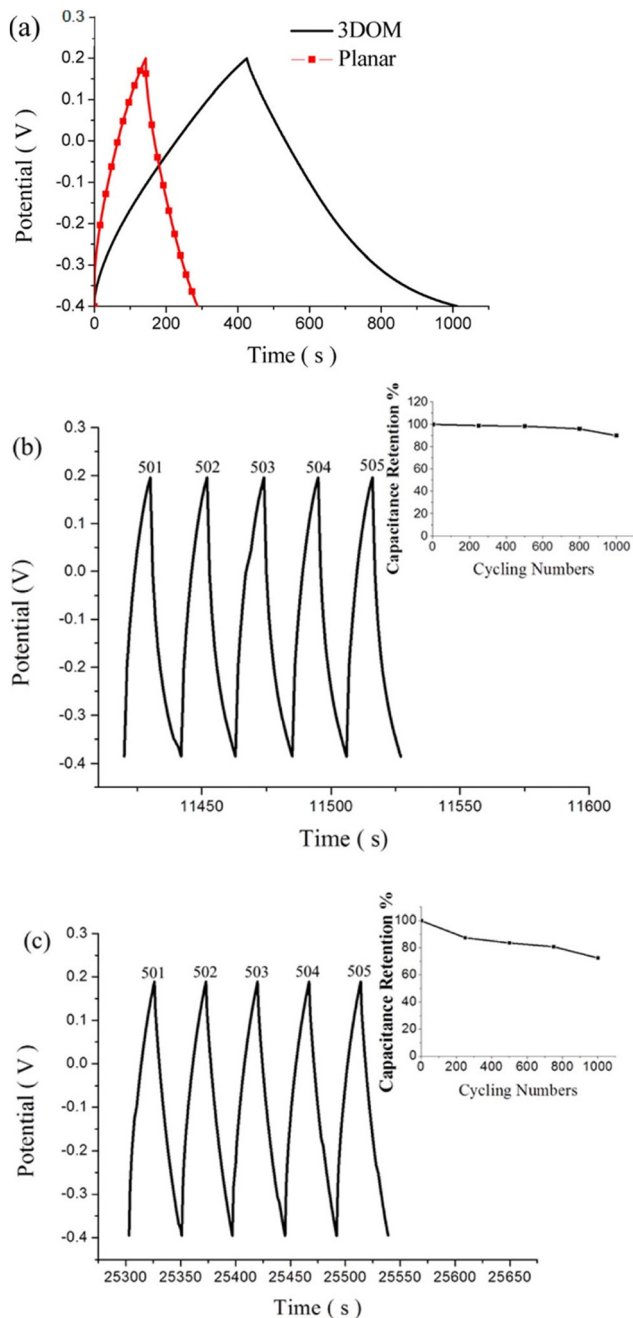 (a)
3DOM
Planar
0.3
0.2
0.1
0.0
-0.1
-0.2
-0.3
-0.4
Potential ( V )
0 200 400 600 800 1000
Time ( s )
(b)
0.3
0.2
0.1
0.0
-0.1
-0.2
-0.3
-0.4
Potential (V)
501 502 503 504 505
11450 11500 11550 11600
Time ( s)
Capacitance Retention %
120
100
80
60
40
20
0
0 200 400 600 800 1000
Cycling Numbers
(c)
0.3
0.2
0.1
0.0
-0.1
-0.2
-0.3
-0.4
Potential ( V )
501 502 503 504 505
25300 25350 25400 25450 25500 25550 25600 25650
Time ( s )
Capacitance Retention %
100
80
60
40
20
0
0 200 400 600 800 1000
Cycling Numbers